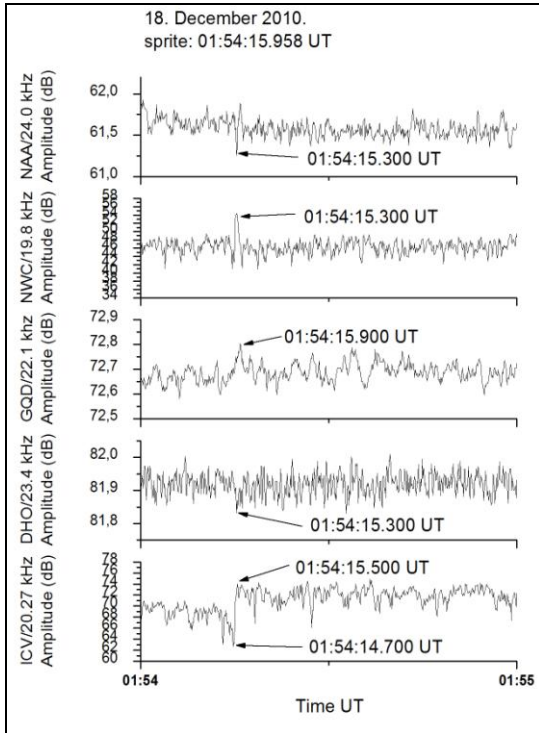 18. December 2010.
sprite: 01:54:15.958 UT
NAA/24.0 kHz
Amplitude (dB)
62,0
61,5
61,0
01:54:15.300 UT
NWC/19.8 kHz
Amplitude (dB)
58
56
54
52
50
48
46
44
42
40
38
36
34
01:54:15.300 UT
GQD/22.1 khz
Amplitude (dB)
72,9
72,8
72,7
72,6
72,5
01:54:15.900 UT
DHO/23.4 kHz
Amplitude (dB)
82,0
81,9
81,8
01:54:15.300 UT
ICV/20.27 kHz
Amplitude (dB)
78
76
74
72
70
68
66
64
62
60
01:54:15.500 UT
01:54:14.700 UT
01:54
01:55
Time UT